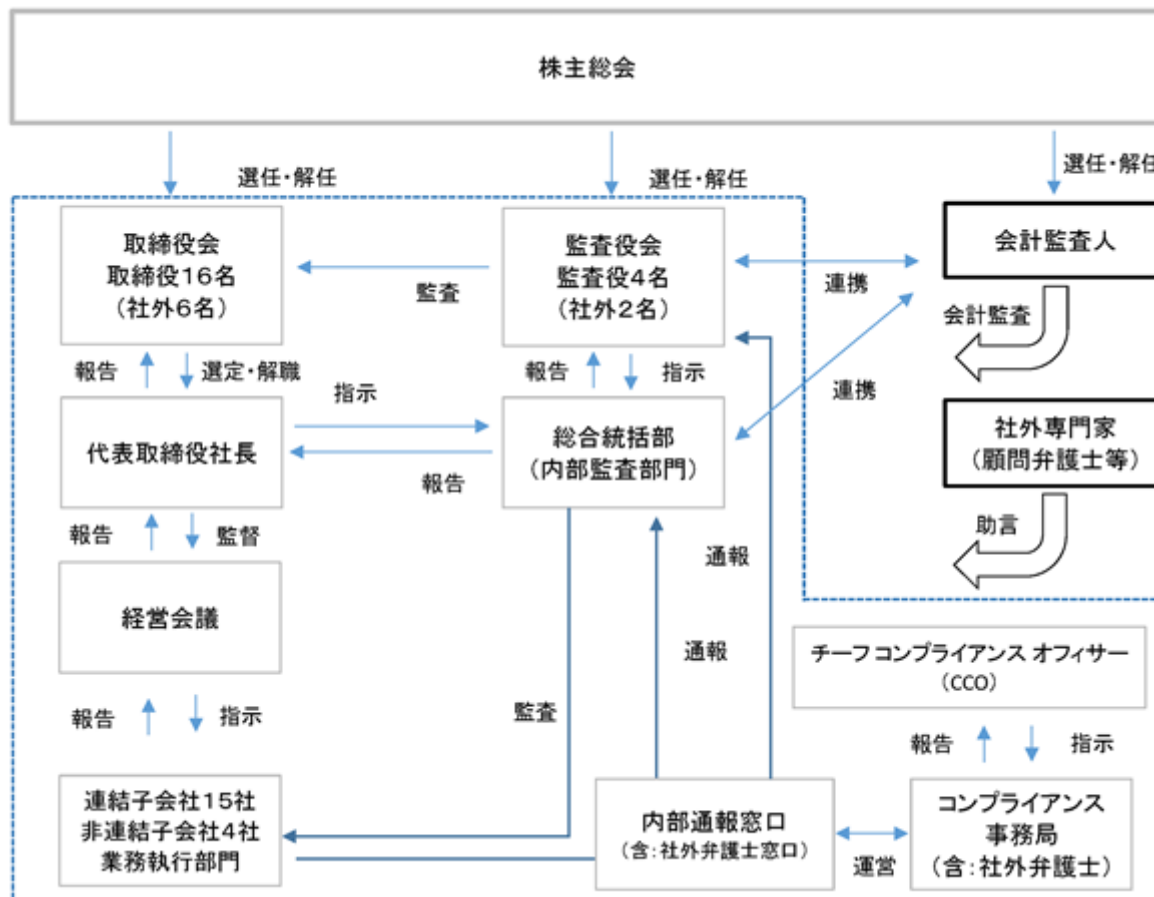 株主総会
選任・解任
選任・解任
選任・解任
取締役会
取締役16名
(社外6名)
監査
監査役会
監査役4名
(社外2名)
連携
会計監査人
会計監査
報告
選定・解職
報告
指示
連携
指示
代表取締役社長
報告
総合統括部
(内部監査部門)
社外専門家
(顧問弁護士等)
助言
報告
監督
通報
経営会議
通報
チーフ コンプライアンス オフィサー
(CCO)
報告
指示
監査
報告
指示
連結子会社15社
非連結子会社4社
業務執行部門
内部通報窓口
(含:社外弁護士窓口)
運営
コンプライアンス
事務局
(含:社外弁護士)